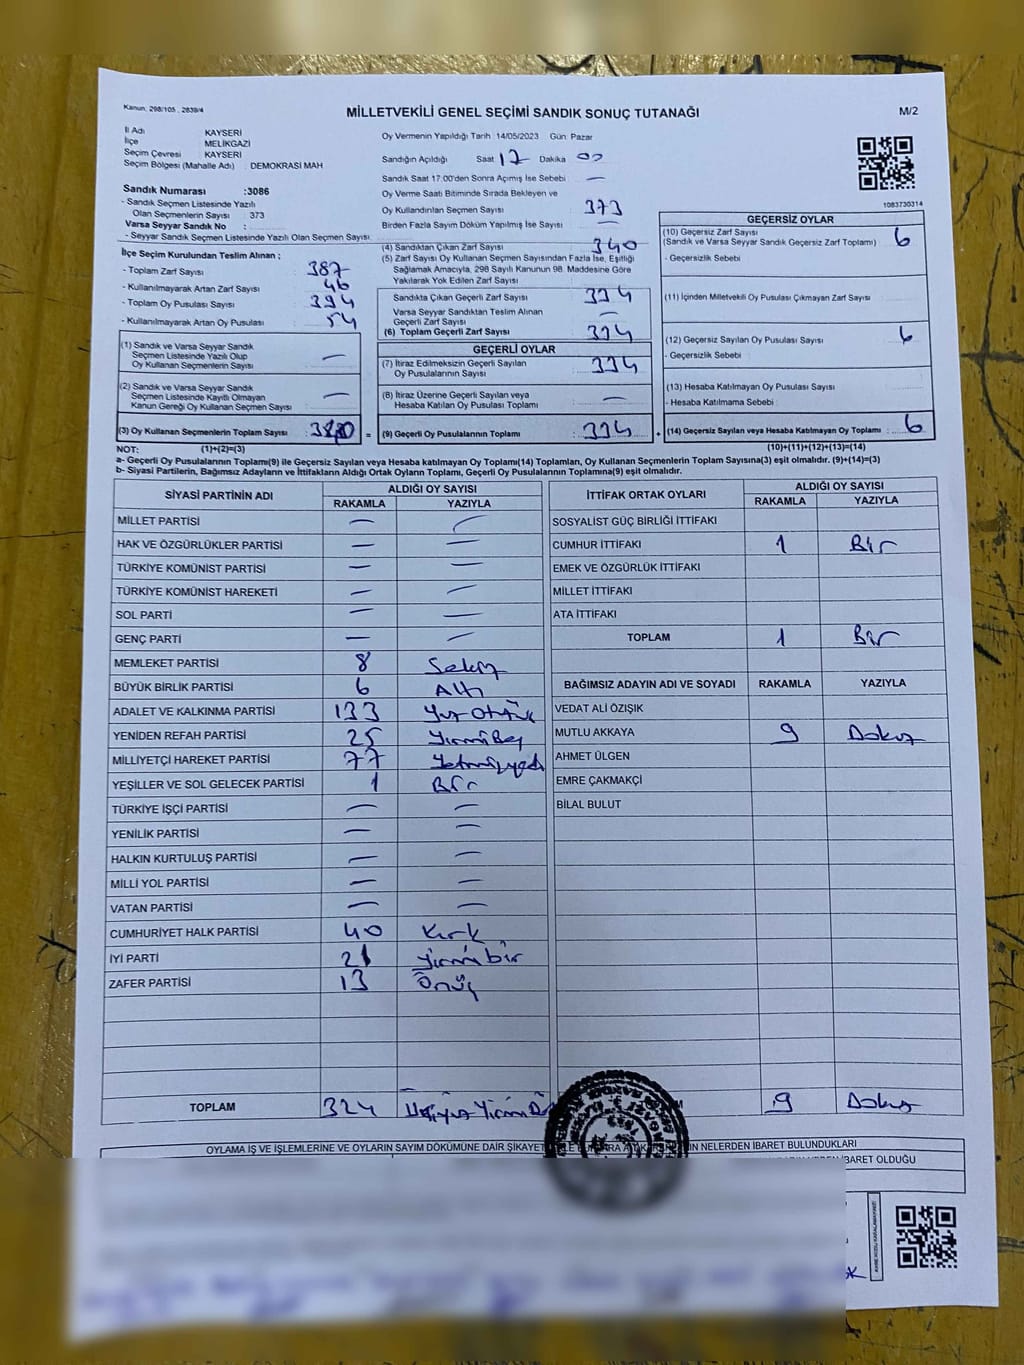 Kanun, 298/105 , 2839/4
MİLLETVEKİLİ GENEL SEÇİMİ SANDIK SONUÇ TUTANAĞI
M/2
İl Adı KAYSERİ
İlçe MELİKGAZİ
Seçim Çevresi KAYSERİ
Seçim Bölgesi (Mahalle Adı) : DEMOKRASİ MAH
Oy Vermenin Yapıldığı Tarih :14/05/2023 Gün: Pazar
Sandığın Açıldığı Saat 17 Dakika 00
Sandık Saat 17:00'den Sonra Açımış İse Sebebi : —
Sandık Numarası :3086
- Sandık Seçmen Listesinde Yazılı
Olan Seçmenlerin Sayısı : 373
Varsa Seyyar Sandık No :
- Seyyar Sandık Seçmen Listesinde Yazılı Olan Seçmen Sayısı:
Oy Verme Saati Bitiminde Sırada Bekleyen ve
Oy Kullandırılan Seçmen Sayısı : 373
Birden Fazla Sayım Döküm Yapılmış İse Sayısı : —
1083730314
İlçe Seçim Kurulundan Teslim Alınan ;
- Toplam Zarf Sayısı : 387
- Kullanılmayarak Artan Zarf Sayısı : 46
- Toplam Oy Pusulası Sayısı : 394
- Kullanılmayarak Artan Oy Pusulası : 54
(1) Sandık ve Varsa Seyyar Sandık
Seçmen Listesinde Yazılı Olup
Oy Kullanan Seçmenlerin Sayısı : —
(2) Sandık ve Varsa Seyyar Sandık
Seçmen Listesinde Kayıtlı Olmayan
Kanun Gereği Oy Kullanan Seçmen Sayısı : —
(3) Oy Kullanan Seçmenlerin Toplam Sayısı :
(4) Sandıktan Çıkan Zarf Sayısı : 340
(5) Zarf Sayısı Oy Kullanan Seçmen Sayısından Fazla İse, Eşitliği
Sağlamak Amacıyla, 298 Sayılı Kanunun 98. Maddesine Göre
Yakılarak Yok Edilen Zarf Sayısı :
Sandıkta Çıkan Geçerli Zarf Sayısı : 334
Varsa Seyyar Sandıktan Teslim Alınan
Geçerli Zarf Sayısı : —
(6) Toplam Geçerli Zarf Sayısı : 334
GEÇERLİ OYLAR
(7) İtiraz Edilmeksizin Geçerli Sayılan
Oy Pusulalarının Sayısı : 334
(8) İtiraz Üzerine Geçerli Sayılan veya
Hesaba Katılan Oy Pusulası Toplamı : —
= (9) Geçerli Oy Pusulalarının Toplamı : 334
GEÇERSİZ OYLAR
(10) Geçersiz Zarf Sayısı
(Sandık ve Varsa Seyyar Sandık Geçersiz Zarf Toplamı) : 6
- Geçersizlik Sebebi :
(11) İçinden Milletvekili Oy Pusulası Çıkmayan Zarf Sayısı :
(12) Geçersiz Sayılan Oy Pusulası Sayısı : 6
- Geçersizlik Sebebi :
(13) Hesaba Katılmayan Oy Pusulası Sayısı :
- Hesaba Katılmama Sebebi :
+ (14) Geçersiz Sayılan veya Hesaba Katılmayan Oy Toplamı : 6
NOT: (1)+(2)=(3)
(10)+(11)+(12)+(13)=(14)
a- Geçerli Oy Pusulalarının Toplamı(9) ile Geçersiz Sayılan veya Hesaba katılmayan Oy Toplamı(14) Toplamları, Oy Kullanan Seçmenlerin Toplam Sayısına(3) eşit olmalıdır. (9)+(14)=(3)
b- Siyasi Partilerin, Bağımsız Adayların ve İttifakların Aldığı Ortak Oyların Toplamı, Geçerli Oy Pusulalarının Toplamına(9) eşit olmalıdır.
SİYASİ PARTİNİN ADI ALDIĞI OY SAYISI
RAKAMLA YAZIYLA
MİLLET PARTİSİ — —
HAK VE ÖZGÜRLÜKLER PARTİSİ — —
TÜRKİYE KOMÜNİST PARTİSİ — —
TÜRKİYE KOMÜNİST HAREKETİ — —
SOL PARTİ — —
GENÇ PARTİ — —
MEMLEKET PARTİSİ 8 Sekiz
BÜYÜK BİRLİK PARTİSİ 6 Altı
ADALET VE KALKINMA PARTİSİ 133 Yüz Otuzüç
YENİDEN REFAH PARTİSİ 25 Yirmi Beş
MİLLİYETÇİ HAREKET PARTİSİ 77 Yetmişyedi
YEŞİLLER VE SOL GELECEK PARTİSİ 1 Bir
TÜRKİYE İŞÇİ PARTİSİ — —
YENİLİK PARTİSİ — —
HALKIN KURTULUŞ PARTİSİ — —
MİLLİ YOL PARTİSİ — —
VATAN PARTİSİ — —
CUMHURİYET HALK PARTİSİ 40 Kırk
İYİ PARTİ 21 Yirmi bir
ZAFER PARTİSİ 13 Onüç
TOPLAM 324 Üçyüz Yirmi
İTTİFAK ORTAK OYLARI ALDIĞI OY SAYISI
RAKAMLA YAZIYLA
SOSYALİST GÜÇ BİRLİĞİ İTTİFAKI
CUMHUR İTTİFAKI 1 Bir
EMEK VE ÖZGÜRLÜK İTTİFAKI
MİLLET İTTİFAKI
ATA İTTİFAKI
TOPLAM 1 Bir
BAĞIMSIZ ADAYIN ADI VE SOYADI RAKAMLA YAZIYLA
VEDAT ALİ ÖZIŞIK
MUTLU AKKAYA 9 Dokuz
AHMET ÜLGEN
EMRE ÇAKMAKÇİ
BİLAL BULUT
9 Dokuz
OYLAMA İŞ VE İŞLEMLERİNE VE OYLARIN SAYIM DÖKÜMÜNE DAİR ŞİKAYET NELERDEN İBARET BULUNDUKLARI
İBARET OLDUĞU